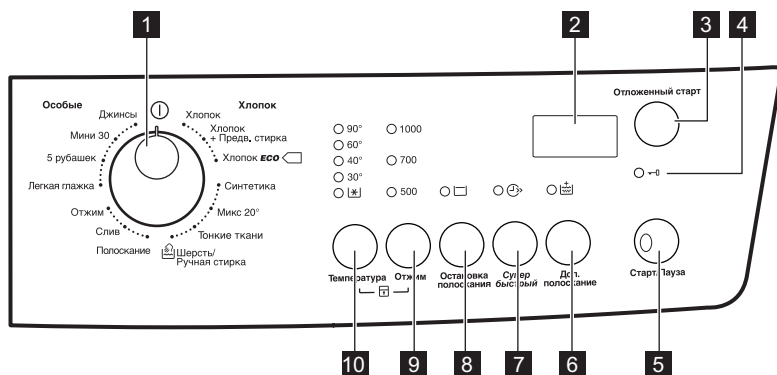 1
2
3
4
Особые
Хлопок
Отложенный старт
Джинсы
Мини 30
5 рубашек
Легкая глажка
Отжим
Слив
Полоскание
Хлопок
Хлопок
+ Предв. стирка
Хлопок ECO
Синтетика
Микс 20°
Тонкие ткани
Шерсть/
Ручная стирка
90°
60°
40°
30°
1000
700
500
Температура
Отжим
Остановка
полоскания
Супер
быстрый
Доп.
полоскание
Старт/Пауза
10
9
8
7
6
5